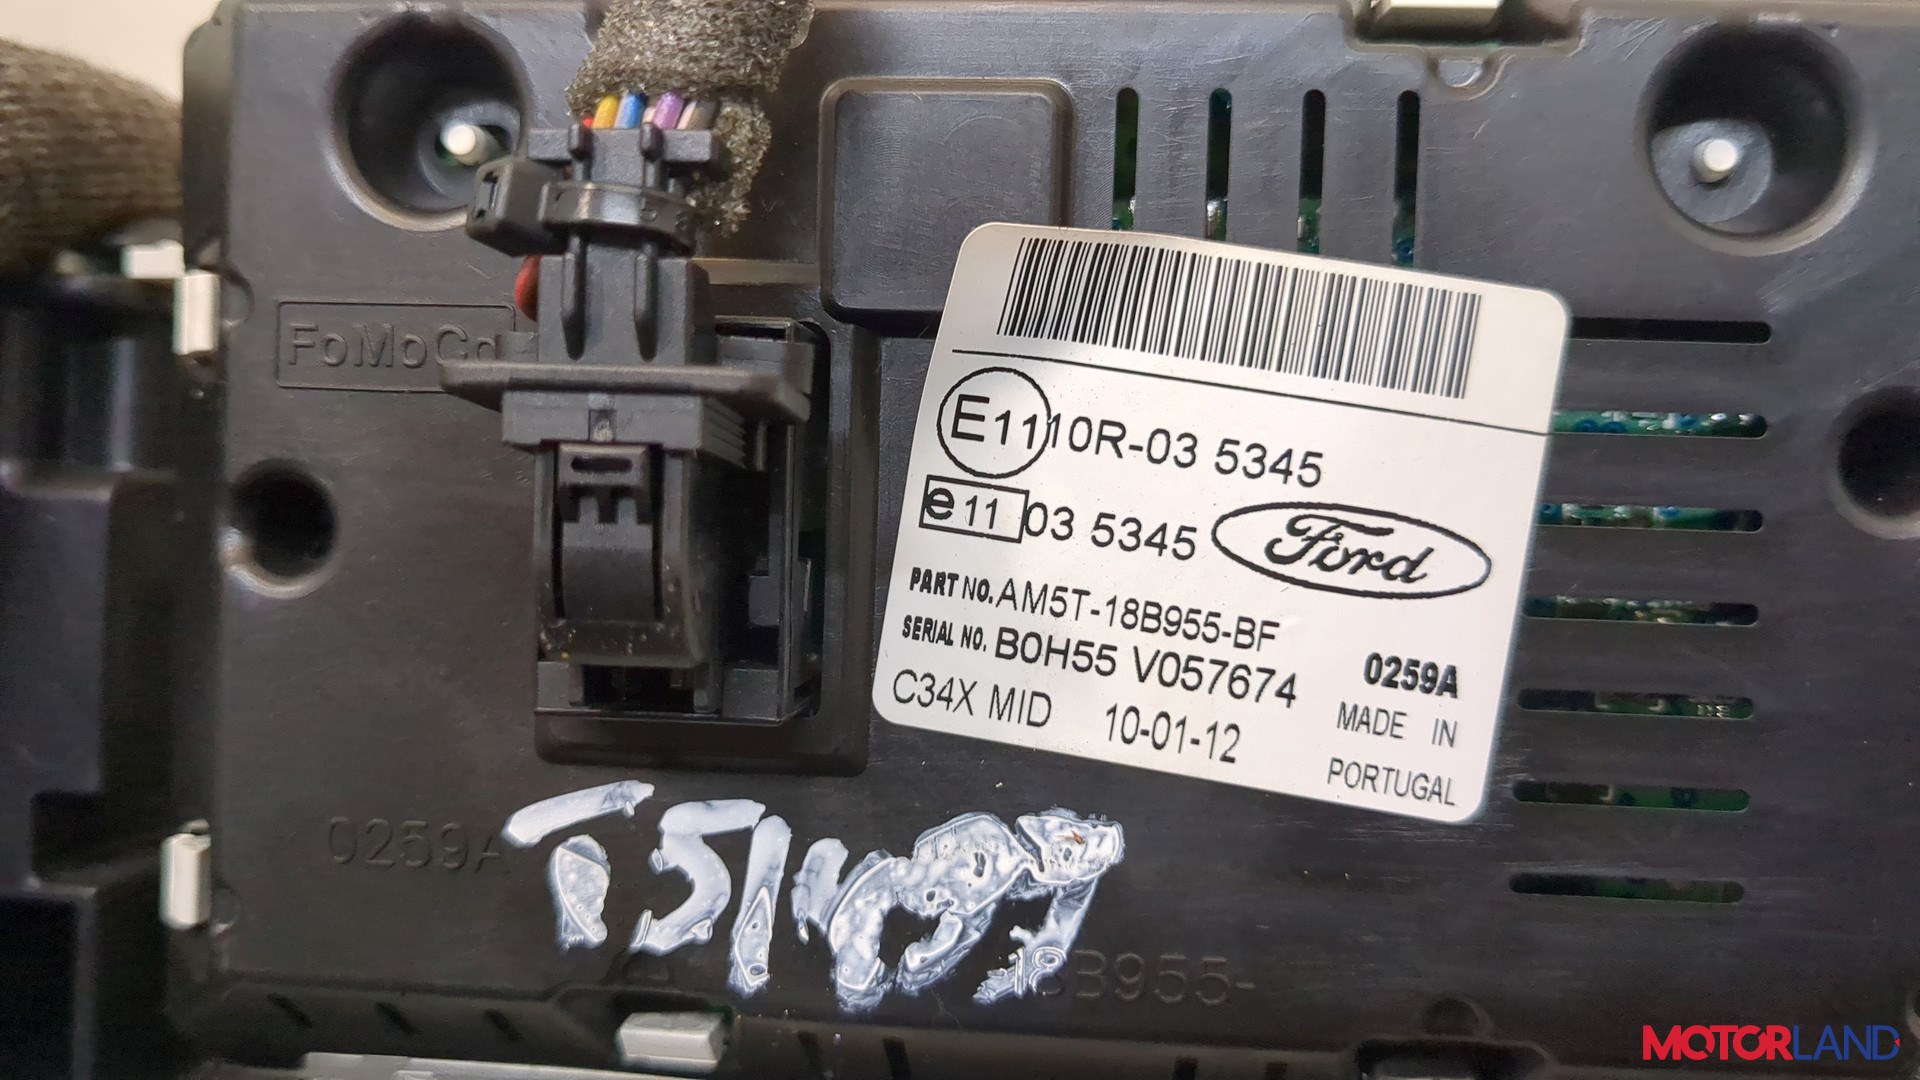 FoMoCo
E11 10R-03 5345
e11 03 5345 Ford
PART NO. AM5T-18B955-BF
SERIAL NO. B0H55 V057674
0259A
C34X MID 10-01-12
MADE IN
PORTUGAL
0259A
18B955-
MOTORLAND